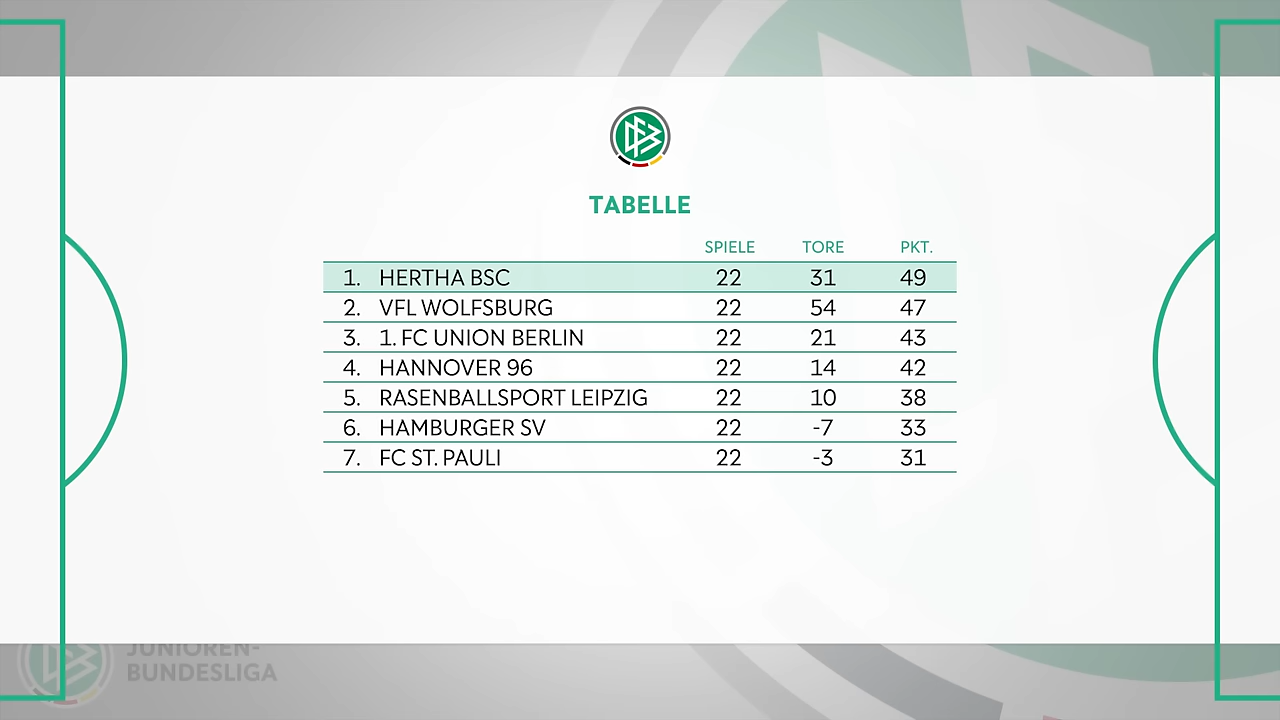 DFB
TABELLE
SPIELE TORE PKT.
1. HERTHA BSC 22 31 49
2. VFL WOLFSBURG 22 54 47
3. 1. FC UNION BERLIN 22 21 43
4. HANNOVER 96 22 14 42
5. RASENBALLSPORT LEIPZIG 22 10 38
6. HAMBURGER SV 22 -7 33
7. FC ST. PAULI 22 -3 31
DFB JUNIOREN-
BUNDESLIGA